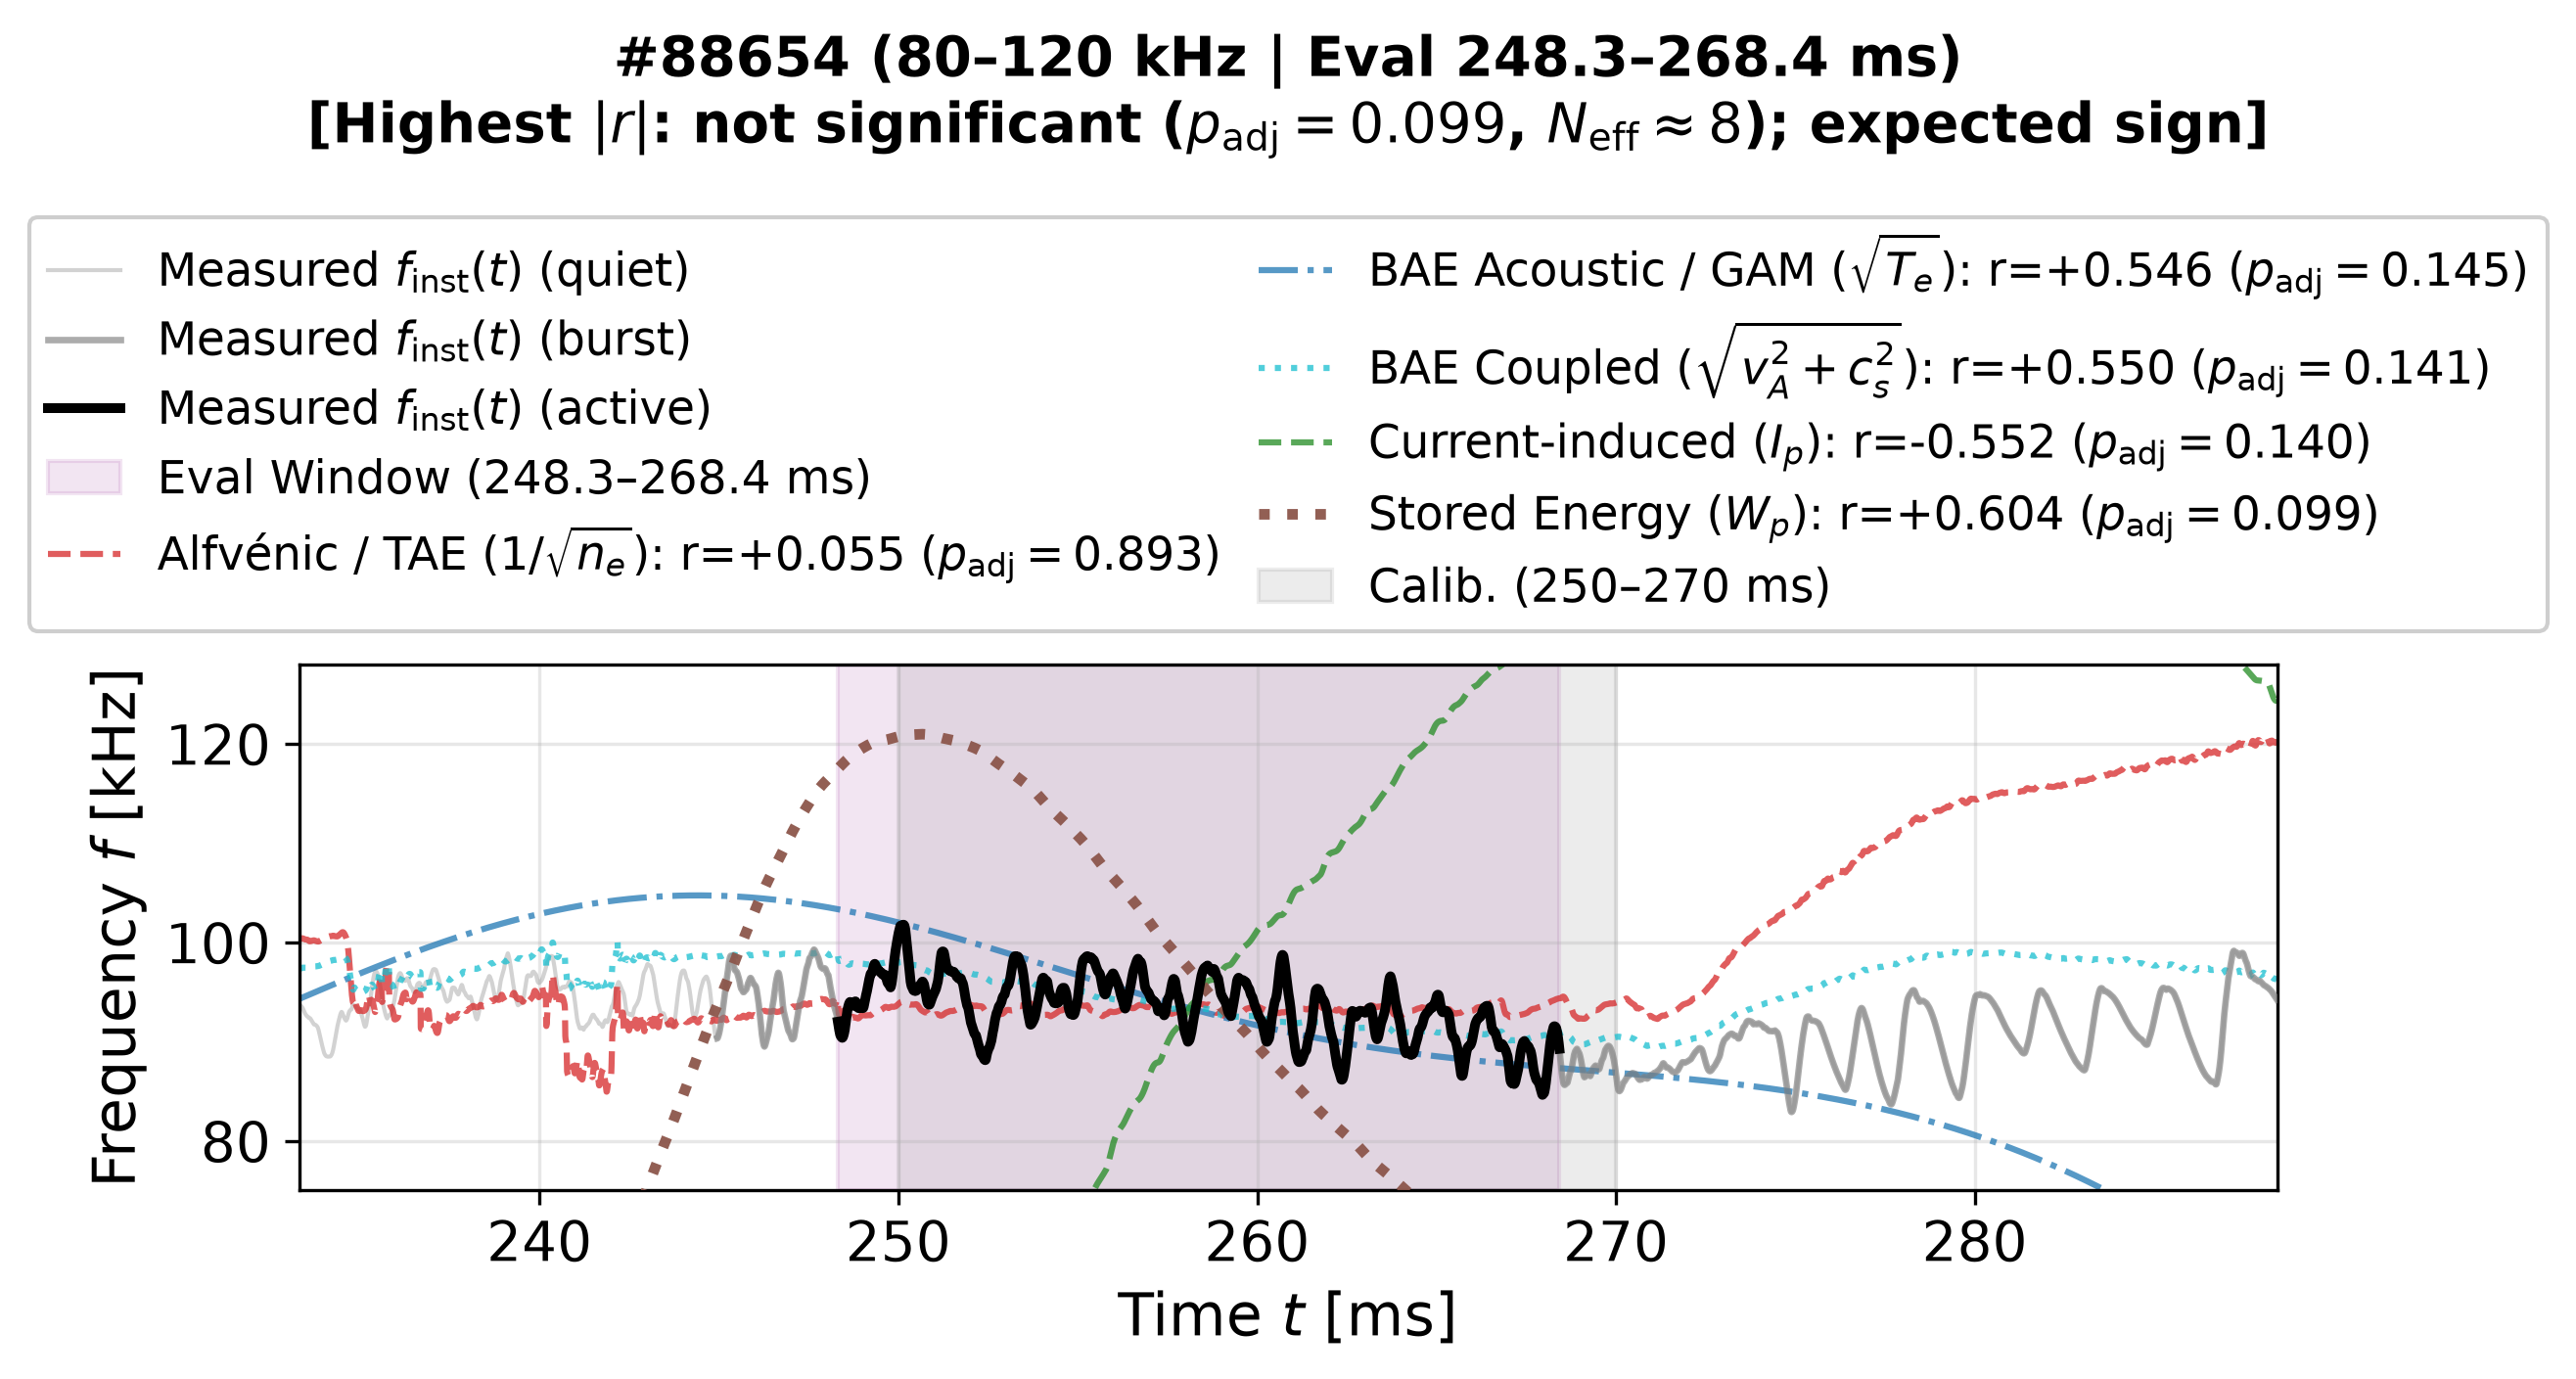 #88654 (80–120 kHz | Eval 248.3–268.4 ms)
[Highest |r|: not significant (p_adj = 0.099, N_eff ≈ 8); expected sign]
Measured f_inst(t) (quiet)
Measured f_inst(t) (burst)
Measured f_inst(t) (active)
Eval Window (248.3–268.4 ms)
Alfvénic / TAE (1/√n_e): r=+0.055 (p_adj = 0.893)
BAE Acoustic / GAM (√T_e): r=+0.546 (p_adj = 0.145)
BAE Coupled (√(v_A^2 + c_s^2)): r=+0.550 (p_adj = 0.141)
Current-induced (I_p): r=-0.552 (p_adj = 0.140)
Stored Energy (W_p): r=+0.604 (p_adj = 0.099)
Calib. (250–270 ms)
Frequency f [kHz]
120
100
80
240 250 260 270 280
Time t [ms]